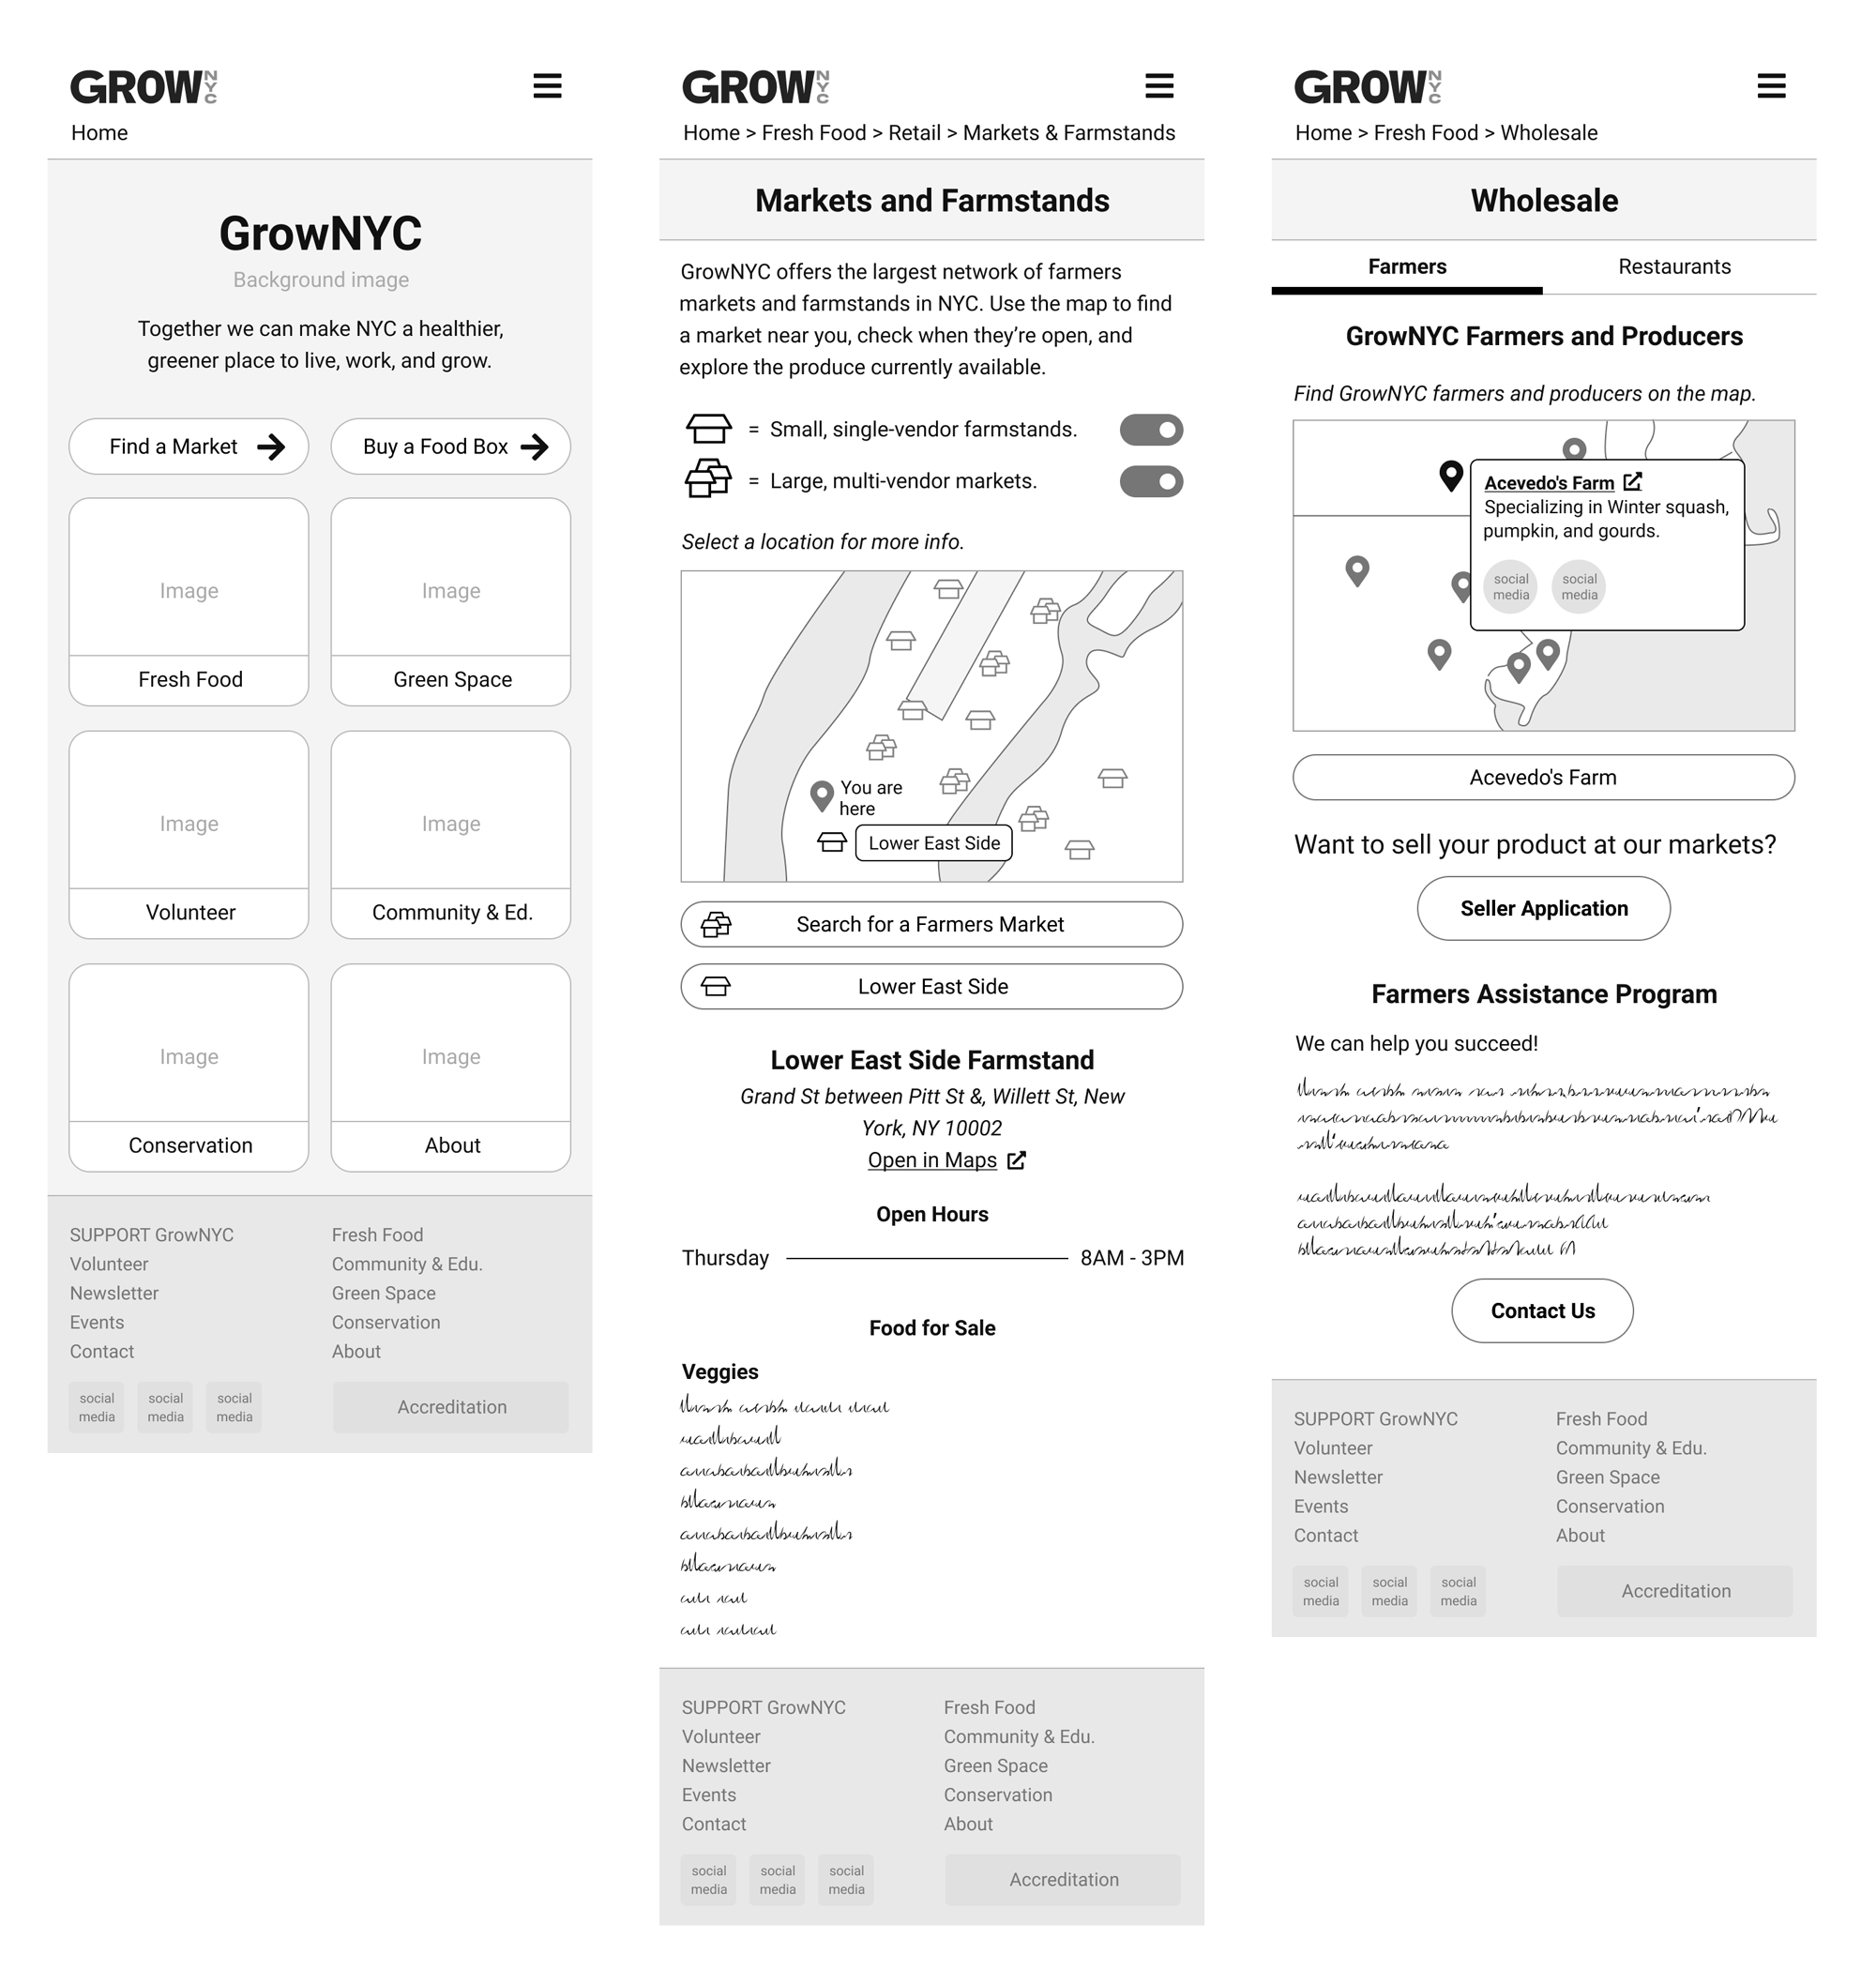 GROWNYC
Home
GrowNYC
Background image
Together we can make NYC a healthier,
greener place to live, work, and grow.
Find a Market
Buy a Food Box
Image
Image
Fresh Food
Green Space
Image
Image
Volunteer
Community & Ed.
Image
Image
Conservation
About
SUPPORT GrowNYC
Volunteer
Newsletter
Events
Contact
Fresh Food
Community & Edu.
Green Space
Conservation
About
social
media
social
media
social
media
Accreditation
GROWNYC
Home > Fresh Food > Retail > Markets & Farmstands
Markets and Farmstands
GrowNYC offers the largest network of farmers
markets and farmstands in NYC. Use the map to find
a market near you, check when they’re open, and
explore the produce currently available.
= Small, single-vendor farmstands.
= Large, multi-vendor markets.
Select a location for more info.
You are
here
Lower East Side
Search for a Farmers Market
Lower East Side
Lower East Side Farmstand
Grand St between Pitt St &, Willett St, New
York, NY 10002
Open in Maps
Open Hours
Thursday 8AM - 3PM
Food for Sale
Veggies
SUPPORT GrowNYC
Volunteer
Newsletter
Events
Contact
Fresh Food
Community & Edu.
Green Space
Conservation
About
social
media
social
media
social
media
Accreditation
GROWNYC
Home > Fresh Food > Wholesale
Wholesale
Farmers
Restaurants
GrowNYC Farmers and Producers
Find GrowNYC farmers and producers on the map.
Acevedo's Farm
Specializing in Winter squash,
pumpkin, and gourds.
social
media
social
media
Acevedo's Farm
Want to sell your product at our markets?
Seller Application
Farmers Assistance Program
We can help you succeed!
Contact Us
SUPPORT GrowNYC
Volunteer
Newsletter
Events
Contact
Fresh Food
Community & Edu.
Green Space
Conservation
About
social
media
social
media
social
media
Accreditation